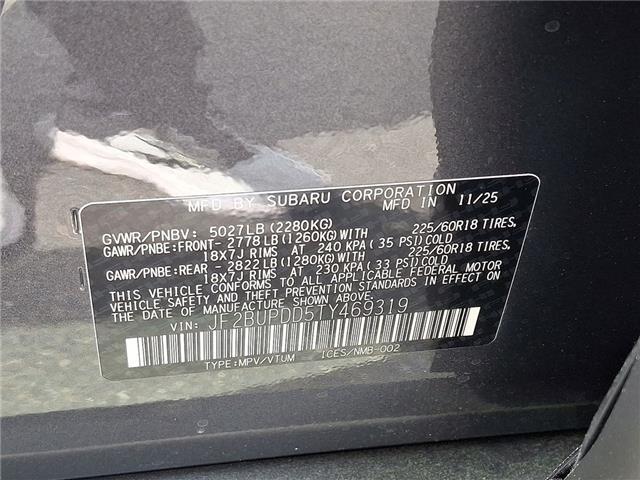 MFD BY SUBARU CORPORATION MFD IN 11/25
GVWR/PNBV: 5027LB (2280KG)
GAWR/PNBE: FRONT- 2778LB (1260KG) WITH 225/60R18 TIRES,
18X7J RIMS AT 240 KPA (35 PSI) COLD
GAWR/PNBE: REAR -2822LB (1280KG) WITH 225/60R18 TIRES,
18X7J RIMS AT 230 KPA (33 PSI) COLD
THIS VEHICLE CONFORMS TO ALL APPLICABLE FEDERAL MOTOR
VEHICLE SAFETY AND THEFT PREVENTION STANDARDS IN EFFECT ON
THE DATE OF MANUFACTURE SHOWN ABOVE.
VIN: JF2BUPDD5TY469319
TYPE:MPV/VTUM ICES/NMB-002